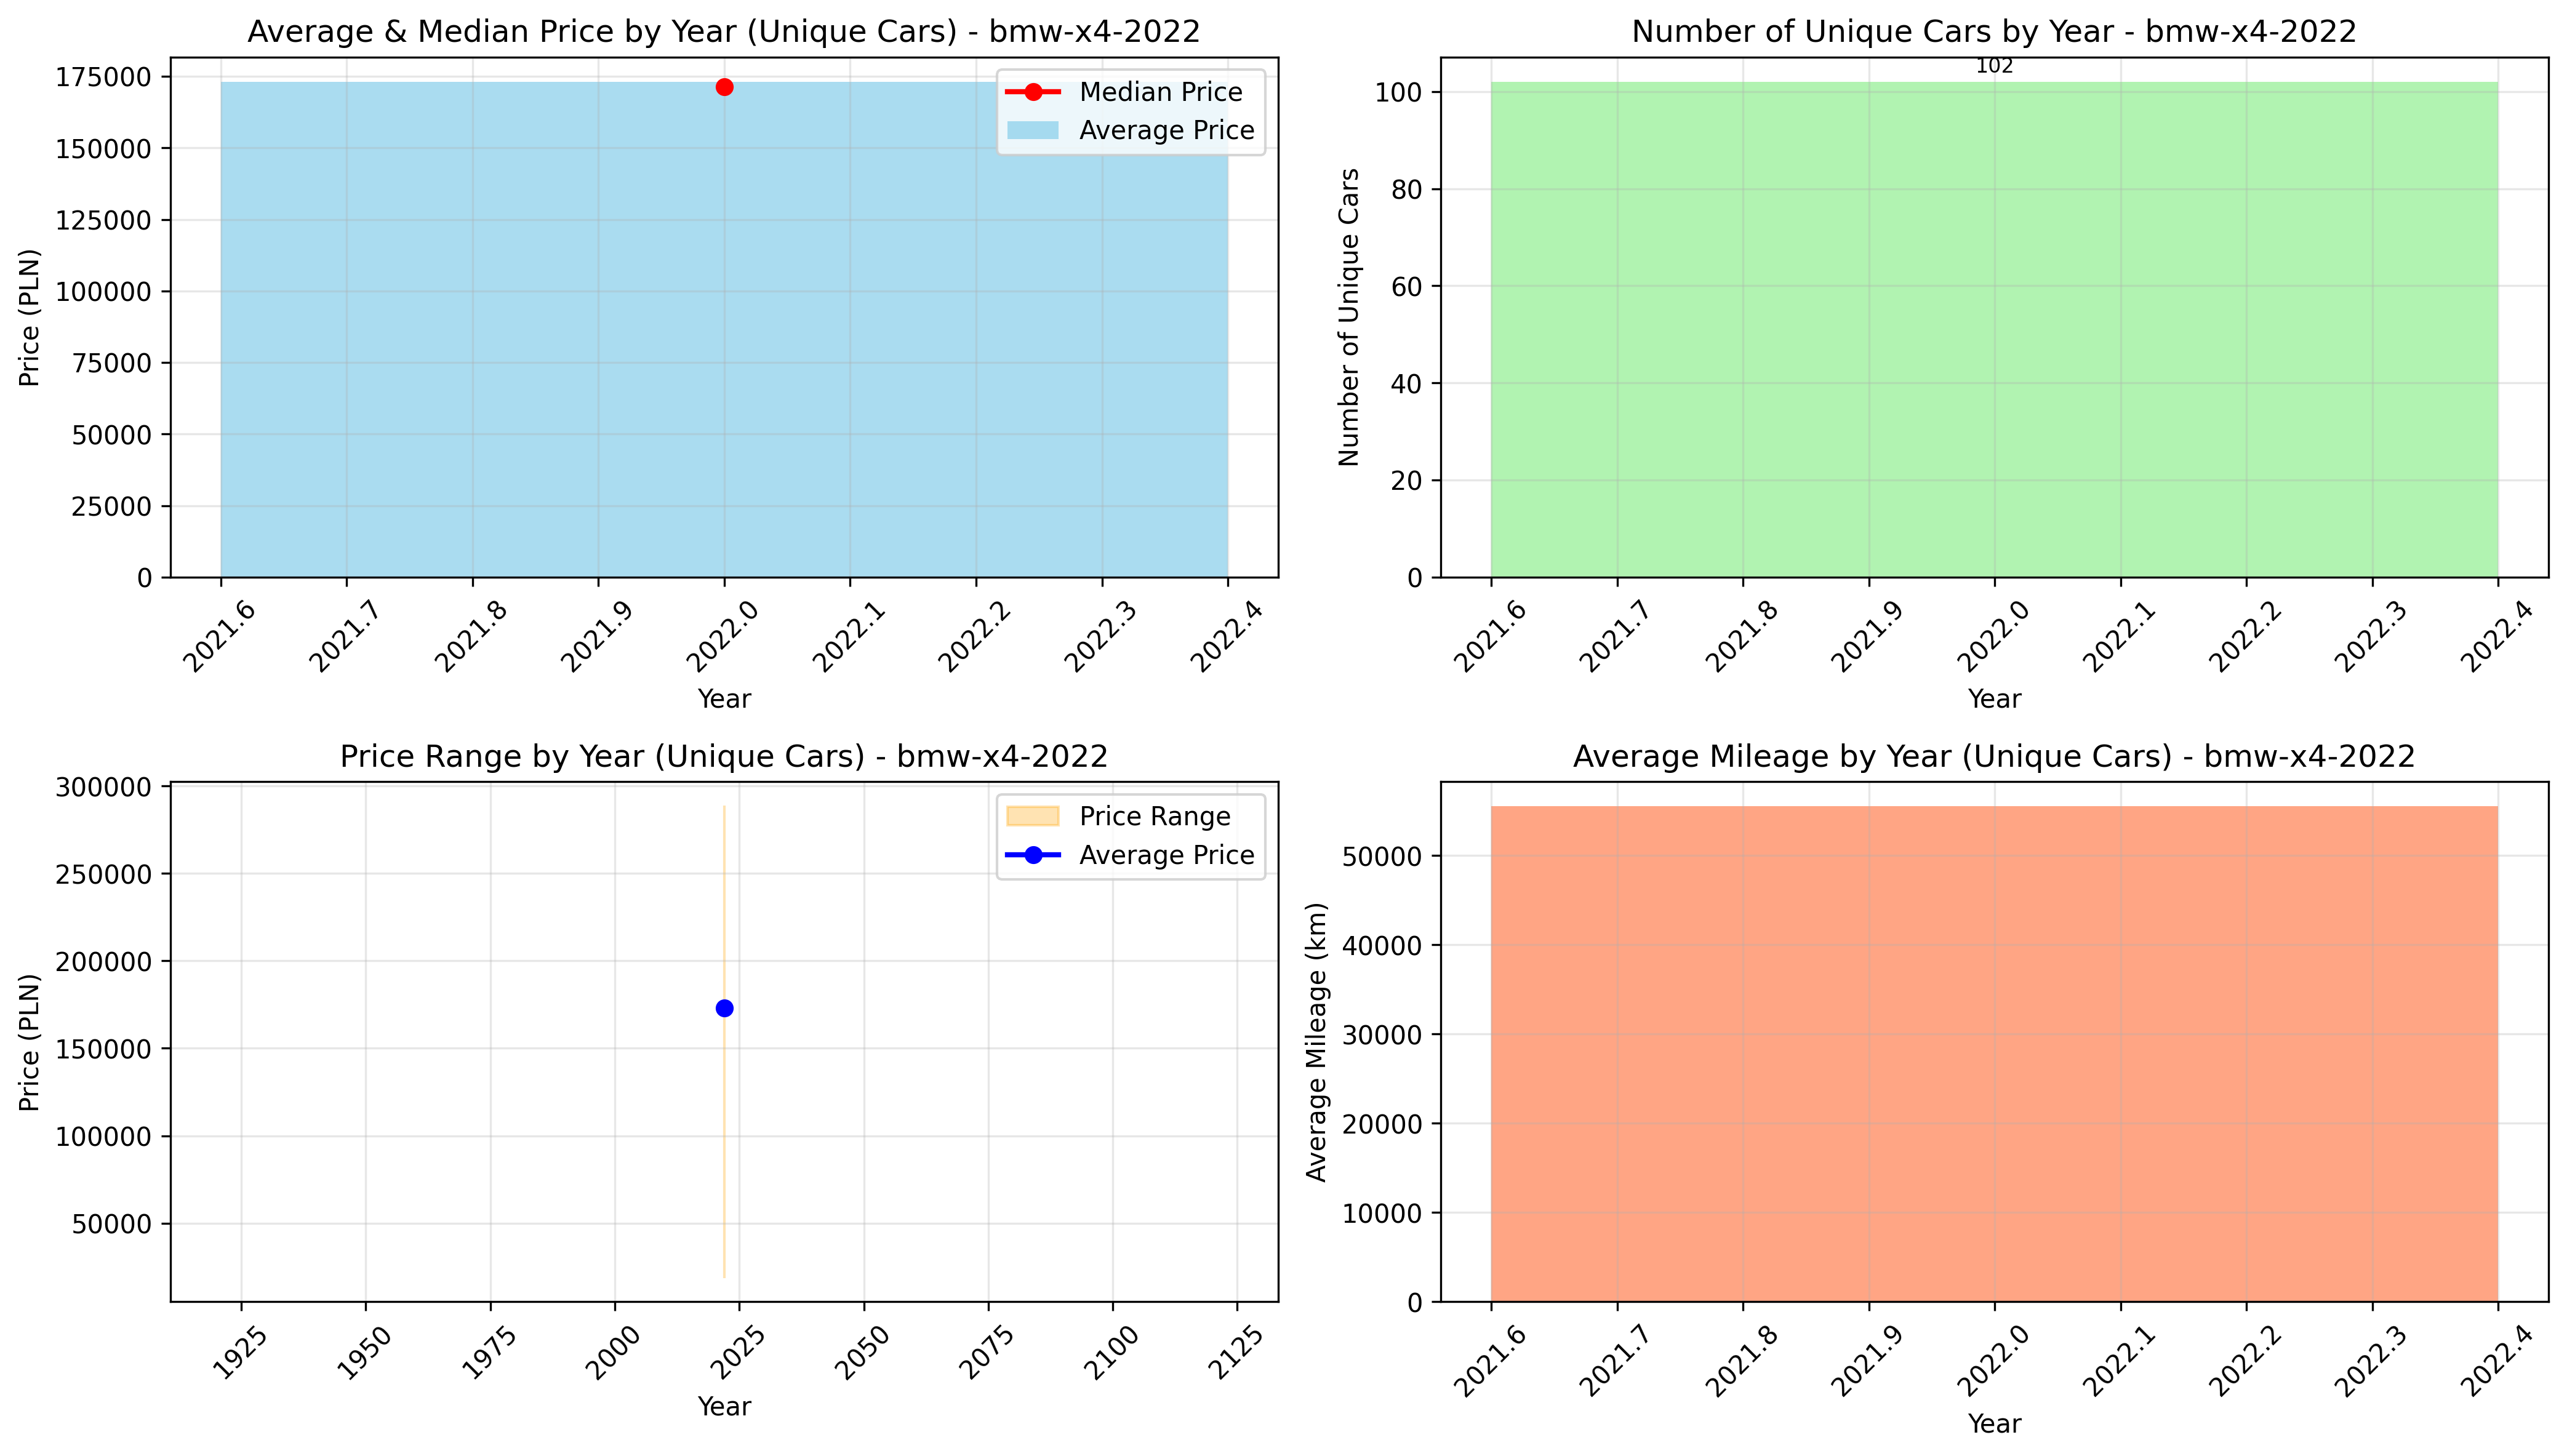 Average & Median Price by Year (Unique Cars) - bmw-x4-2022
Price (PLN)
175000
150000
125000
100000
75000
50000
25000
0
Median Price
Average Price
2021.6 2021.7 2021.8 2021.9 2022.0 2022.1 2022.2 2022.3 2022.4
Year
Number of Unique Cars by Year - bmw-x4-2022
102
Number of Unique Cars
100
80
60
40
20
0
2021.6 2021.7 2021.8 2021.9 2022.0 2022.1 2022.2 2022.3 2022.4
Year
Price Range by Year (Unique Cars) - bmw-x4-2022
Price (PLN)
300000
250000
200000
150000
100000
50000
Price Range
Average Price
1925 1950 1975 2000 2025 2050 2075 2100 2125
Year
Average Mileage by Year (Unique Cars) - bmw-x4-2022
Average Mileage (km)
50000
40000
30000
20000
10000
0
2021.6 2021.7 2021.8 2021.9 2022.0 2022.1 2022.2 2022.3 2022.4
Year